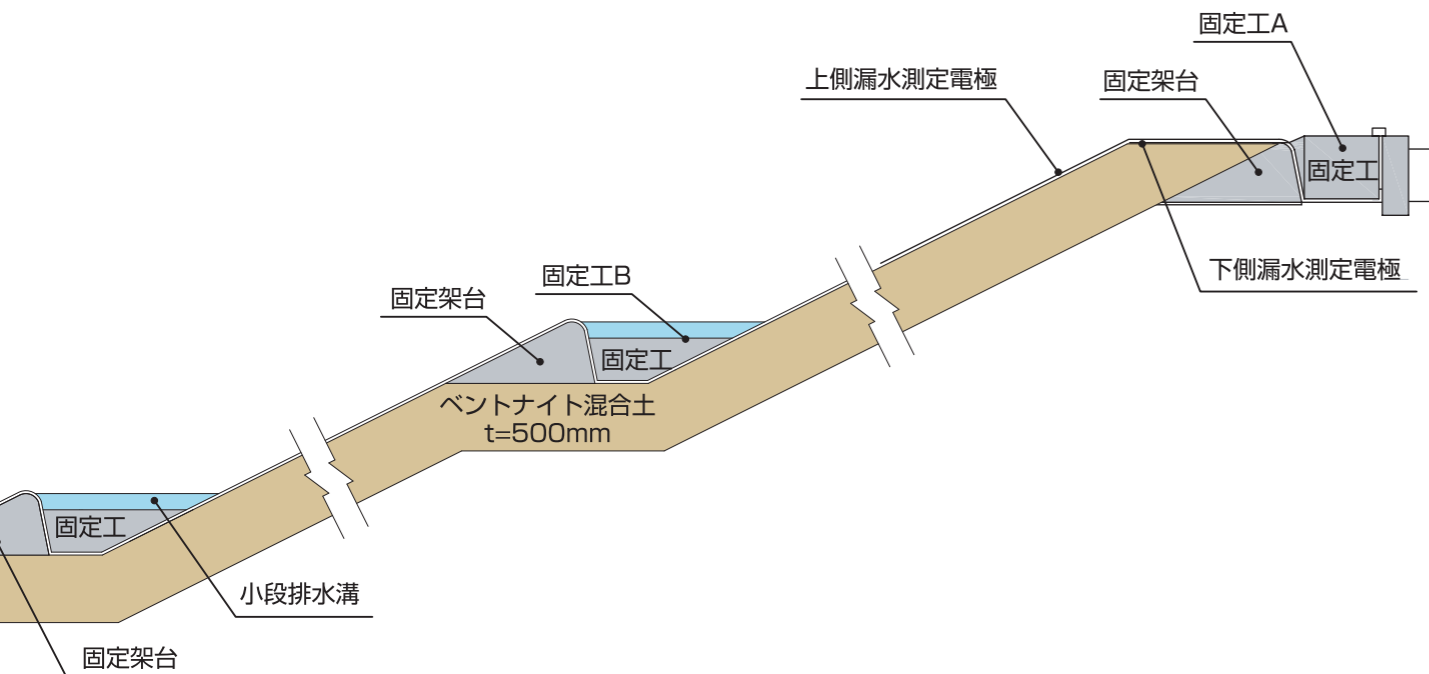 固定工A
上側漏水測定電極
固定架台
固定工
下側漏水測定電極
固定工B
固定架台
固定工
ベントナイト混合土
t=500mm
固定工
小段排水溝
固定架台